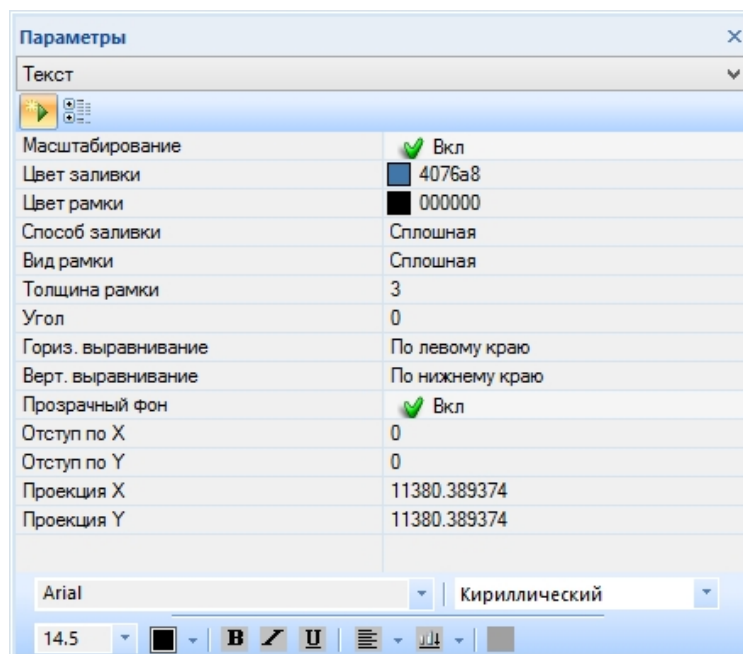 Параметры
Текст
Масштабирование Вкл
Цвет заливки 4076a8
Цвет рамки 000000
Способ заливки Сплошная
Вид рамки Сплошная
Толщина рамки 3
Угол 0
Гориз. выравнивание По левому краю
Верт. выравнивание По нижнему краю
Прозрачный фон Вкл
Отступ по X 0
Отступ по Y 0
Проекция X 11380.389374
Проекция Y 11380.389374
Arial Кириллический
14.5 B I U